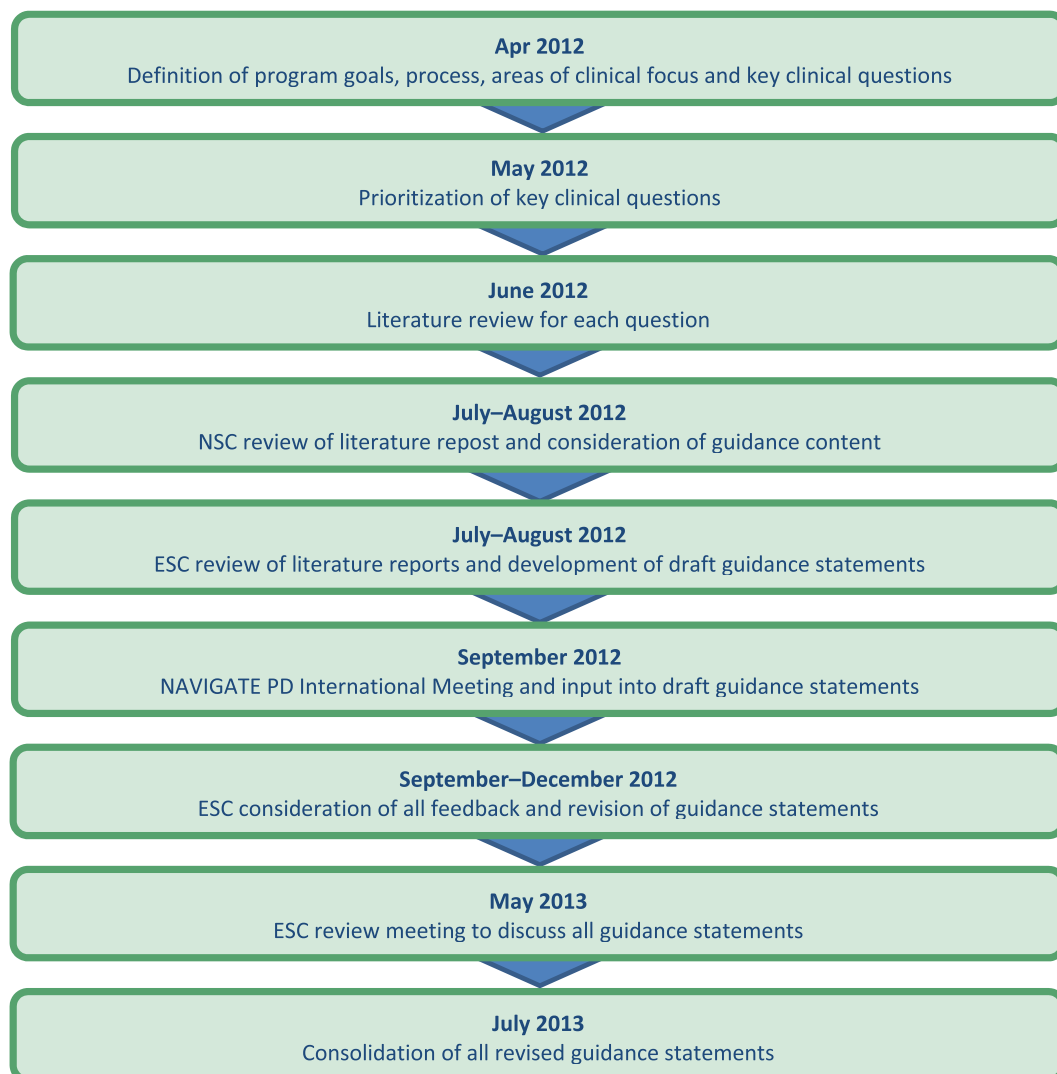 Apr 2012
Definition of program goals, process, areas of clinical focus and key clinical questions
May 2012
Prioritization of key clinical questions
June 2012
Literature review for each question
July–August 2012
NSC review of literature repost and consideration of guidance content
July–August 2012
ESC review of literature reports and development of draft guidance statements
September 2012
NAVIGATE PD International Meeting and input into draft guidance statements
September–December 2012
ESC consideration of all feedback and revision of guidance statements
May 2013
ESC review meeting to discuss all guidance statements
July 2013
Consolidation of all revised guidance statements